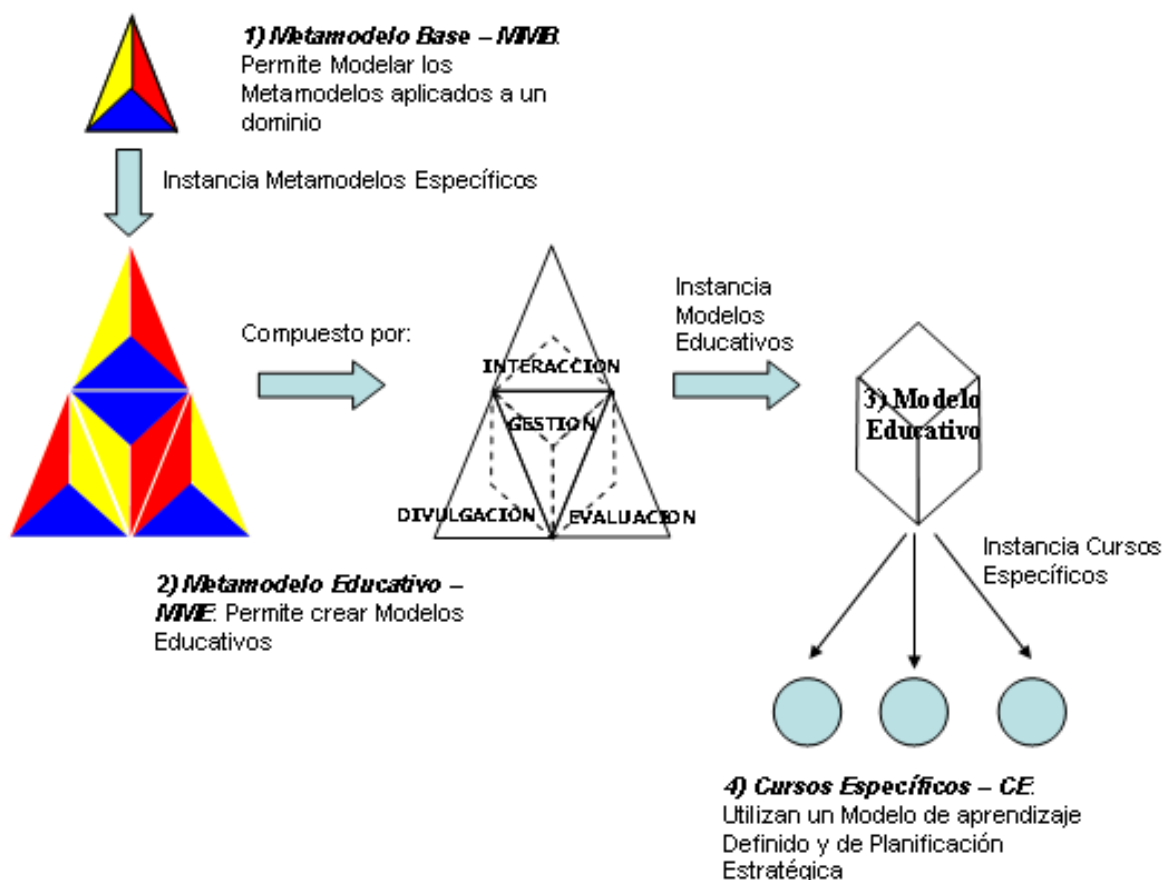 1) Metamodelo Base – MMB:
Permite Modelar los
Metamodelos aplicados a un
dominio
Instancia Metamodelos Específicos
Compuesto por:
Instancia
Modelos
Educativos
INTERACCION
GESTION
DIVULGACIÓN
EVALUACION
3) Modelo
Educativo
2) Metamodelo Educativo –
MME: Permite crear Modelos
Educativos
Instancia Cursos
Específicos
4) Cursos Específicos – CE:
Utilizan un Modelo de aprendizaje
Definido y de Planificación
Estratégica